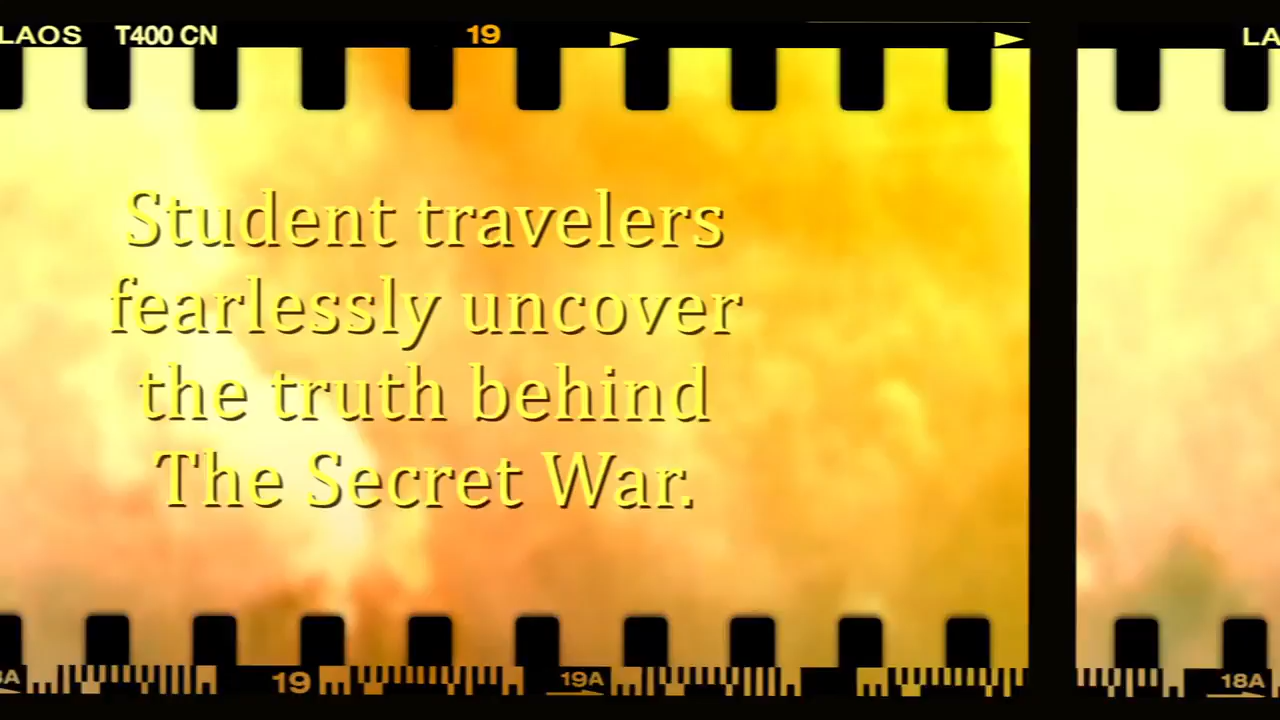 LAOS T400 CN 19 LA
Student travelers
fearlessly uncover
the truth behind
The Secret War.
19 19A 18A